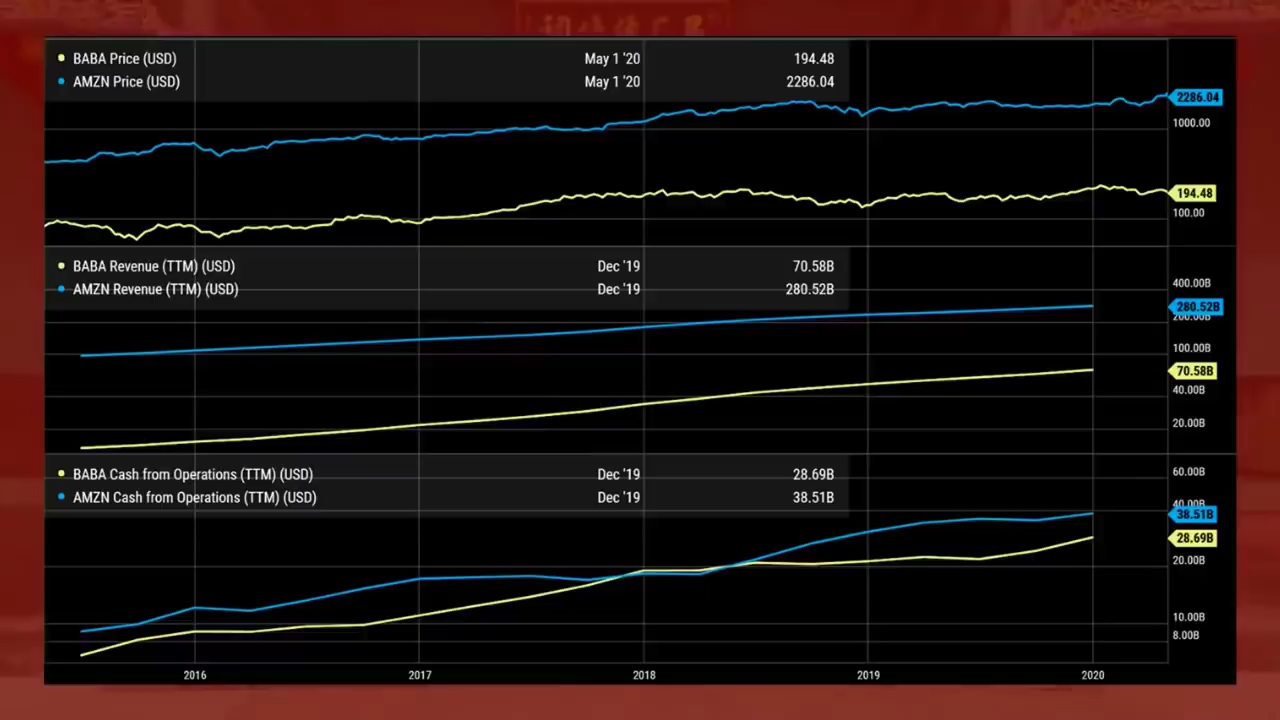 BABA Price (USD) May 1 '20 194.48
AMZN Price (USD) May 1 '20 2286.04
2286.04
1000.00
194.48
100.00
BABA Revenue (TTM) (USD) Dec '19 70.58B
AMZN Revenue (TTM) (USD) Dec '19 280.52B
400.00B
280.52B
200.00B
100.00B
70.58B
40.00B
20.00B
BABA Cash from Operations (TTM) (USD) Dec '19 28.69B
AMZN Cash from Operations (TTM) (USD) Dec '19 38.51B
60.00B
40.00B
38.51B
28.69B
20.00B
10.00B
8.00B
2016 2017 2018 2019 2020